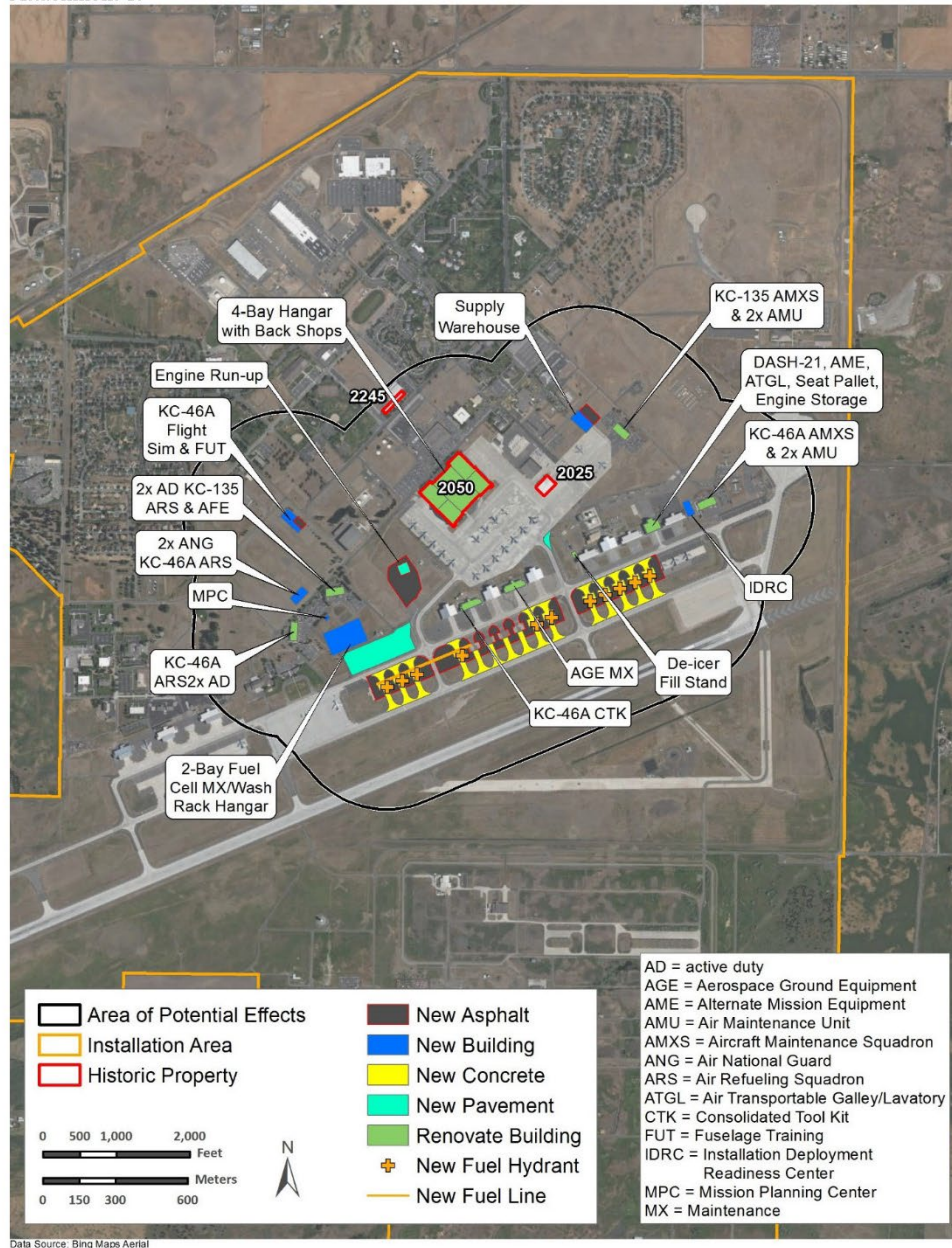 4-Bay Hangar
with Back Shops
Supply
Warehouse
KC-135 AMXS
& 2x AMU
Engine Run-up
DASH-21, AME,
ATGL, Seat Pallet,
Engine Storage
2245
KC-46A
Flight
Sim & FUT
KC-46A AMXS
& 2x AMU
2050
2025
2x AD KC-135
ARS & AFE
2x ANG
KC-46A ARS
MPC
IDRC
KC-46A
ARS2x AD
AGE MX
De-icer
Fill Stand
KC-46A CTK
2-Bay Fuel
Cell MX/Wash
Rack Hangar
Area of Potential Effects
Installation Area
Historic Property
0 500 1,000 2,000
Feet
Meters
0 150 300 600
N
New Asphalt
New Building
New Concrete
New Pavement
Renovate Building
New Fuel Hydrant
New Fuel Line
AD = active duty
AGE = Aerospace Ground Equipment
AME = Alternate Mission Equipment
AMU = Air Maintenance Unit
AMXS = Aircraft Maintenance Squadron
ANG = Air National Guard
ARS = Air Refueling Squadron
ATGL = Air Transportable Galley/Lavatory
CTK = Consolidated Tool Kit
FUT = Fuselage Training
IDRC = Installation Deployment
Readiness Center
MPC = Mission Planning Center
MX = Maintenance
Data Source: Bing Maps Aerial